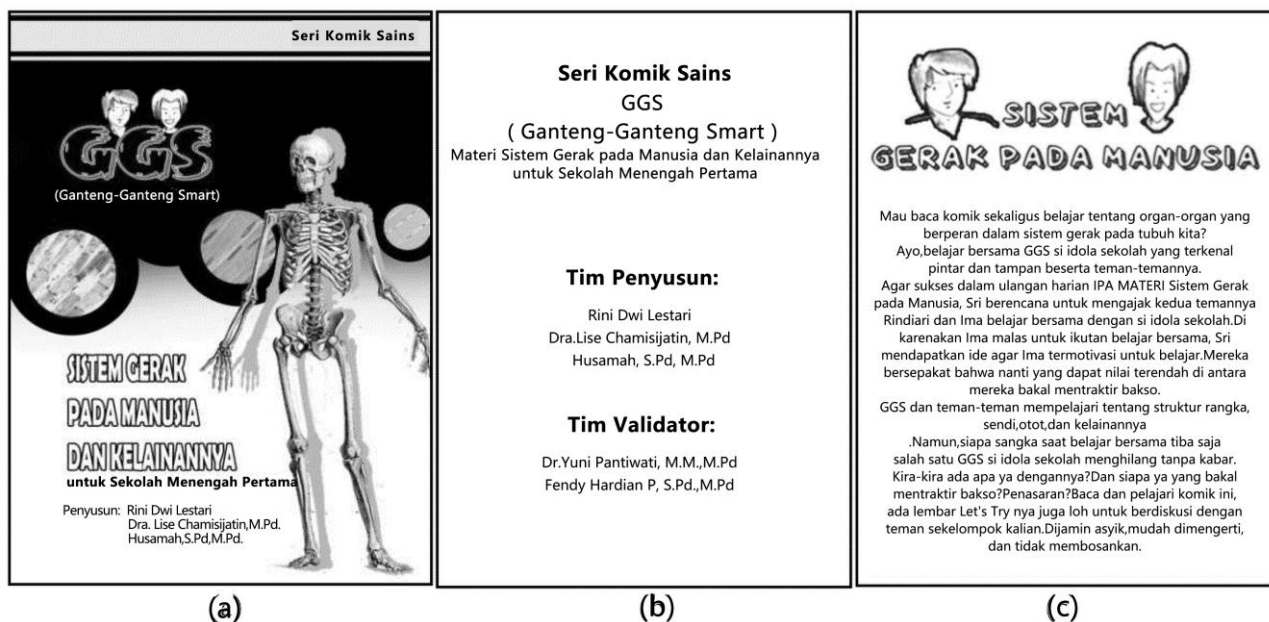 Seri Komik Sains
GGS
(Ganteng-Ganteng Smart)
SISTEM GERAK
PADA MANUSIA
DAN KELAINANNYA
untuk Sekolah Menengah Pertama
Penyusun: Rini Dwi Lestari
Dra. Lise Chamisijatin,M.Pd.
Husamah,S.Pd,M.Pd.
(a)
Seri Komik Sains
GGS
( Ganteng-Ganteng Smart )
Materi Sistem Gerak pada Manusia dan Kelainannya
untuk Sekolah Menengah Pertama
Tim Penyusun:
Rini Dwi Lestari
Dra.Lise Chamisijatin, M.Pd
Husamah, S.Pd, M.Pd
Tim Validator:
Dr.Yuni Pantiwati, M.M.,M.Pd
Fendy Hardian P, S.Pd.,M.Pd
(b)
SISTEM
GERAK PADA MANUSIA
Mau baca komik sekaligus belajar tentang organ-organ yang
berperan dalam sistem gerak pada tubuh kita?
Ayo,belajar bersama GGS si idola sekolah yang terkenal
pintar dan tampan beserta teman-temannya.
Agar sukses dalam ulangan harian IPA MATERI Sistem Gerak
pada Manusia, Sri berencana untuk mengajak kedua temannya
Rindiari dan Ima belajar bersama dengan si idola sekolah.Di
karenakan Ima malas untuk ikutan belajar bersama, Sri
mendapatkan ide agar Ima termotivasi untuk belajar.Mereka
bersepakat bahwa nanti yang dapat nilai terendah di antara
mereka bakal mentraktir bakso.
GGS dan teman-teman mempelajari tentang struktur rangka,
sendi,otot,dan kelainannya
.Namun,siapa sangka saat belajar bersama tiba saja
salah satu GGS si idola sekolah menghilang tanpa kabar.
Kira-kira ada apa ya dengannya?Dan siapa ya yang bakal
mentraktir bakso?Penasaran?Baca dan pelajari komik ini,
ada lembar Let's Try nya juga loh untuk berdiskusi dengan
teman sekelompok kalian.Dijamin asyik,mudah dimengerti,
dan tidak membosankan.
(c)